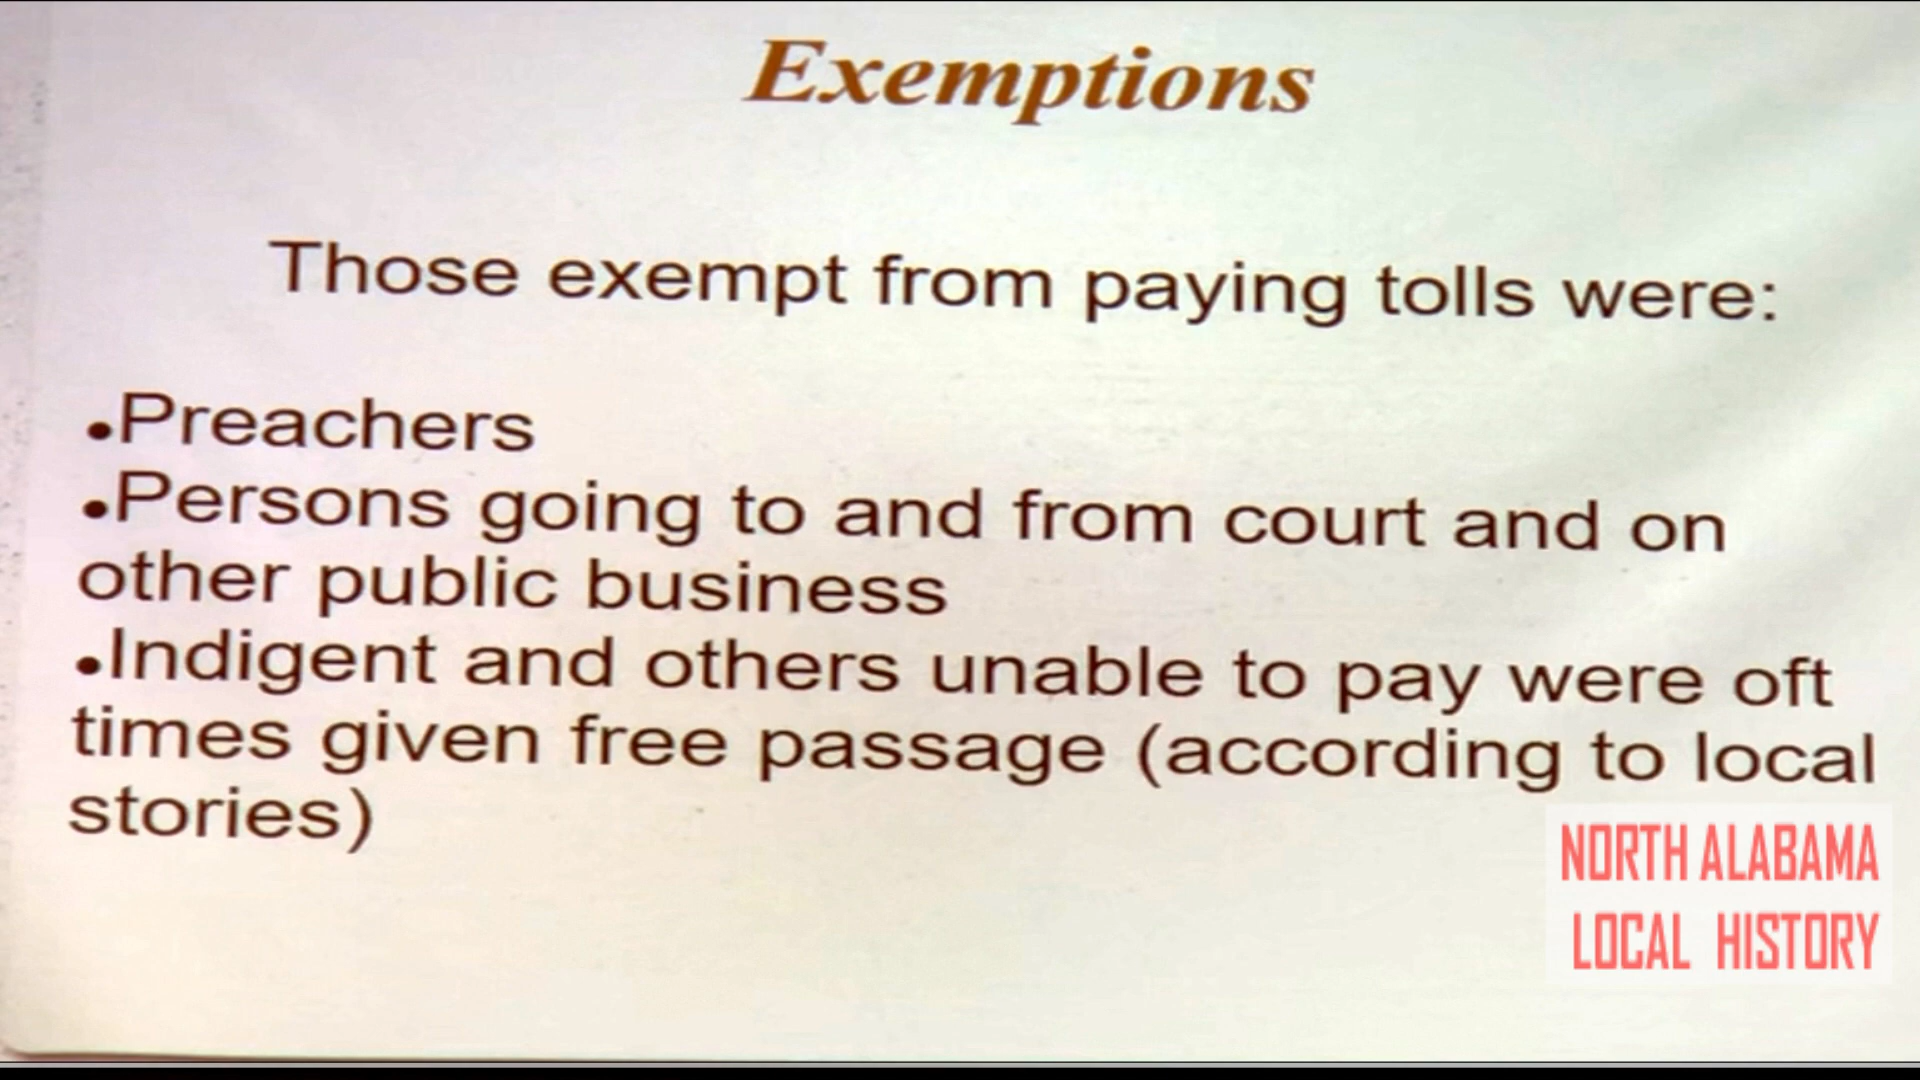 Exemptions
Those exempt from paying tolls were:
•Preachers
•Persons going to and from court and on
other public business
•Indigent and others unable to pay were oft
times given free passage (according to local
stories)
NORTH ALABAMA
LOCAL HISTORY